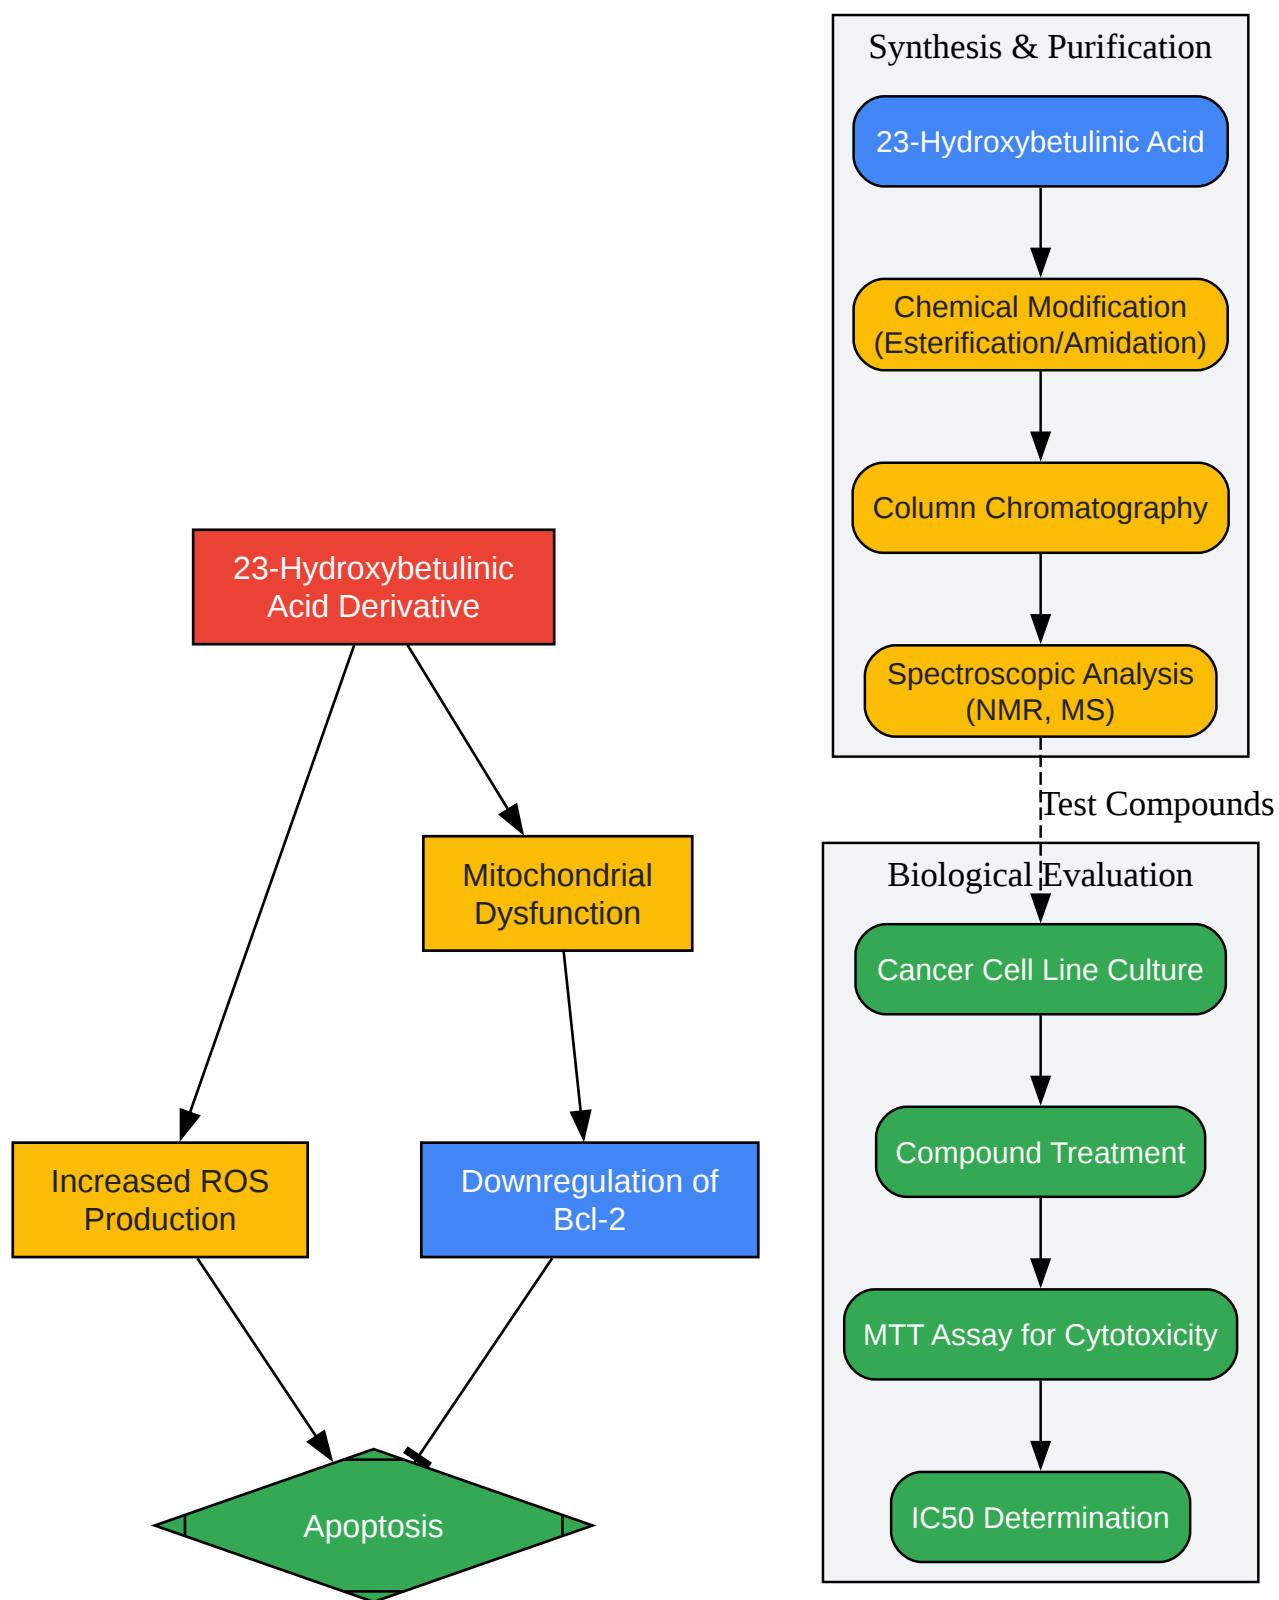 Synthesis & Purification
23-Hydroxybetulinic Acid
Chemical Modification
(Esterification/Amidation)
Column Chromatography
Spectroscopic Analysis
(NMR, MS)
Test Compounds
Biological Evaluation
Cancer Cell Line Culture
Compound Treatment
MTT Assay for Cytotoxicity
IC50 Determination
23-Hydroxybetulinic
Acid Derivative
Mitochondrial
Dysfunction
Increased ROS
Production
Downregulation of
Bcl-2
Apoptosis